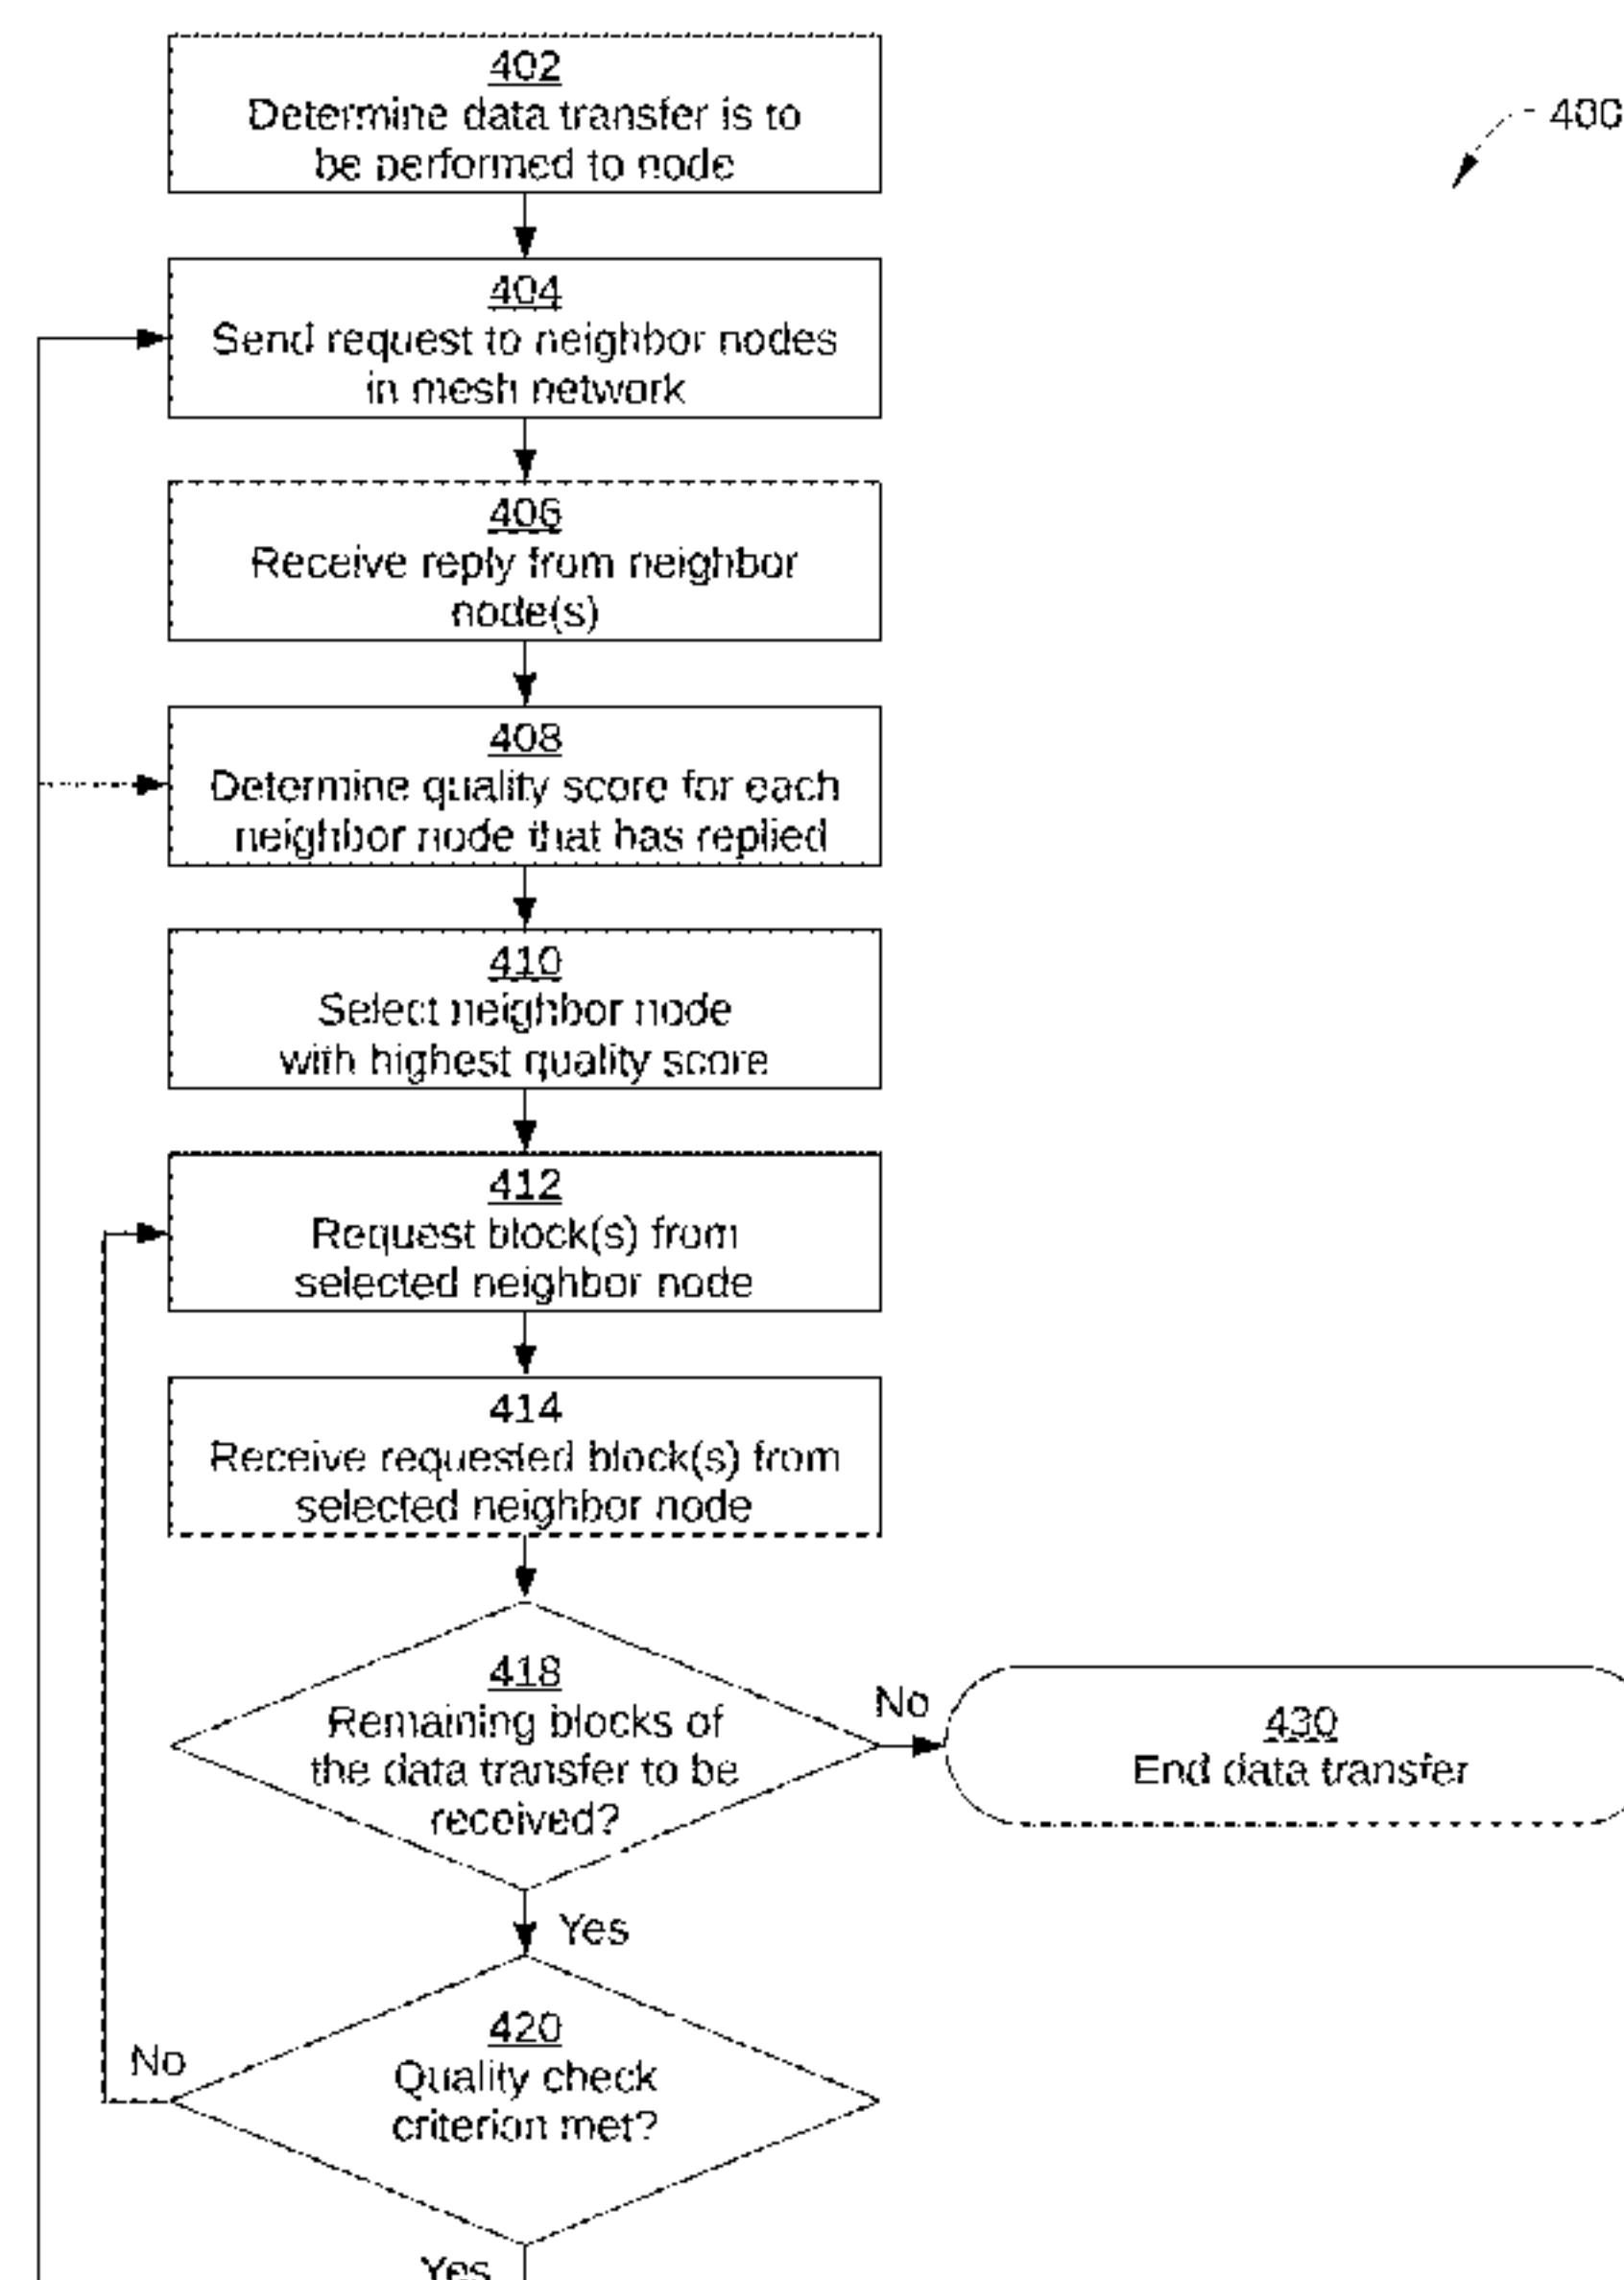 402
Determine data transfer is to
be performed to node
400
404
Send request to neighbor nodes
in mesh network
406
Receive reply from neighbor
node(s)
408
Determine quality score for each
neighbor node that has replied
410
Select neighbor node
with highest quality score
412
Request block(s) from
selected neighbor node
414
Receive requested block(s) from
selected neighbor node
418
Remaining blocks of
the data transfer to be
received?
No
430
End data transfer
Yes
420
Quality check
criterion met?
No
Yes